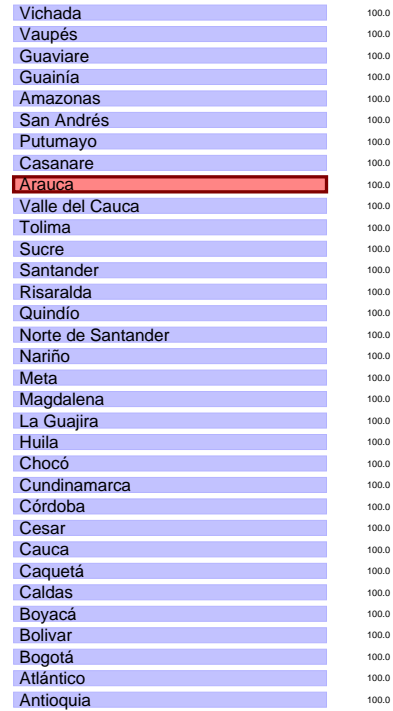 Vichada 100.0
Vaupés 100.0
Guaviare 100.0
Guainía 100.0
Amazonas 100.0
San Andrés 100.0
Putumayo 100.0
Casanare 100.0
Arauca 100.0
Valle del Cauca 100.0
Tolima 100.0
Sucre 100.0
Santander 100.0
Risaralda 100.0
Quindío 100.0
Norte de Santander 100.0
Nariño 100.0
Meta 100.0
Magdalena 100.0
La Guajira 100.0
Huila 100.0
Chocó 100.0
Cundinamarca 100.0
Córdoba 100.0
Cesar 100.0
Cauca 100.0
Caquetá 100.0
Caldas 100.0
Boyacá 100.0
Bolivar 100.0
Bogotá 100.0
Atlántico 100.0
Antioquia 100.0